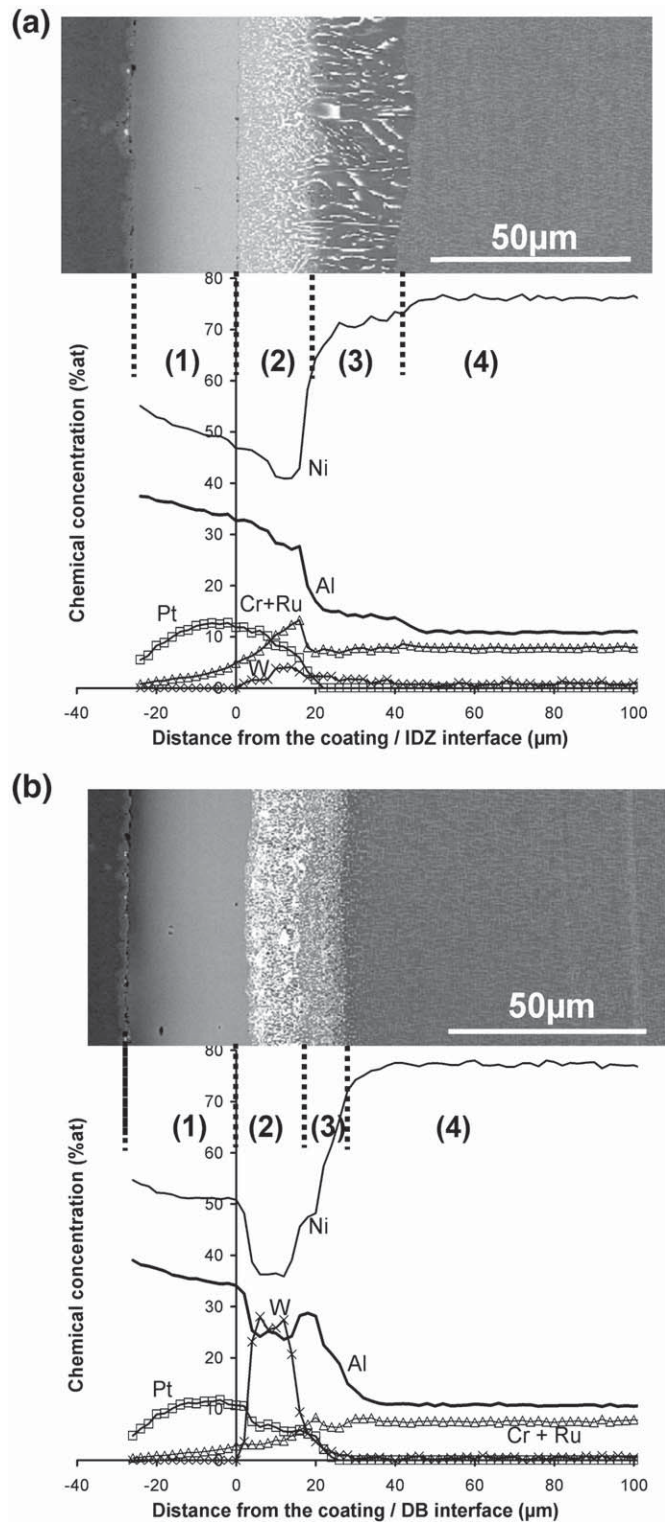 (a)
50µm
80
70
60
50
40
30
20
10
0
Chemical concentration (%at)
(1)
(2)
(3)
(4)
Ni
Al
Pt
Cr+Ru
W
-40 -20 0 20 40 60 80 100
Distance from the coating / IDZ interface (µm)
(b)
50µm
80
70
60
50
40
30
20
10
0
Chemical concentration (%at)
(1)
(2)
(3)
(4)
Ni
W
Al
Pt
Cr + Ru
-40 -20 0 20 40 60 80 100
Distance from the coating / DB interface (µm)